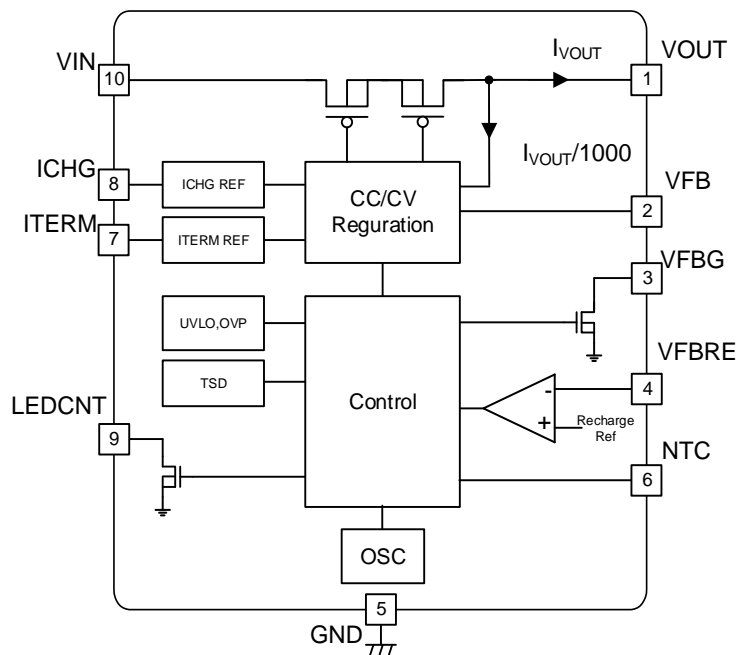 VIN
10
I_VOUT
VOUT
1
I_VOUT/1000
ICHG
8
ICHG REF
CC/CV
Reguration
VFB
2
ITERM
7
ITERM REF
VFBG
3
UVLO,OVP
VFBRE
4
TSD
Control
-
+
Recharge
Ref
LEDCNT
9
NTC
6
OSC
5
GND